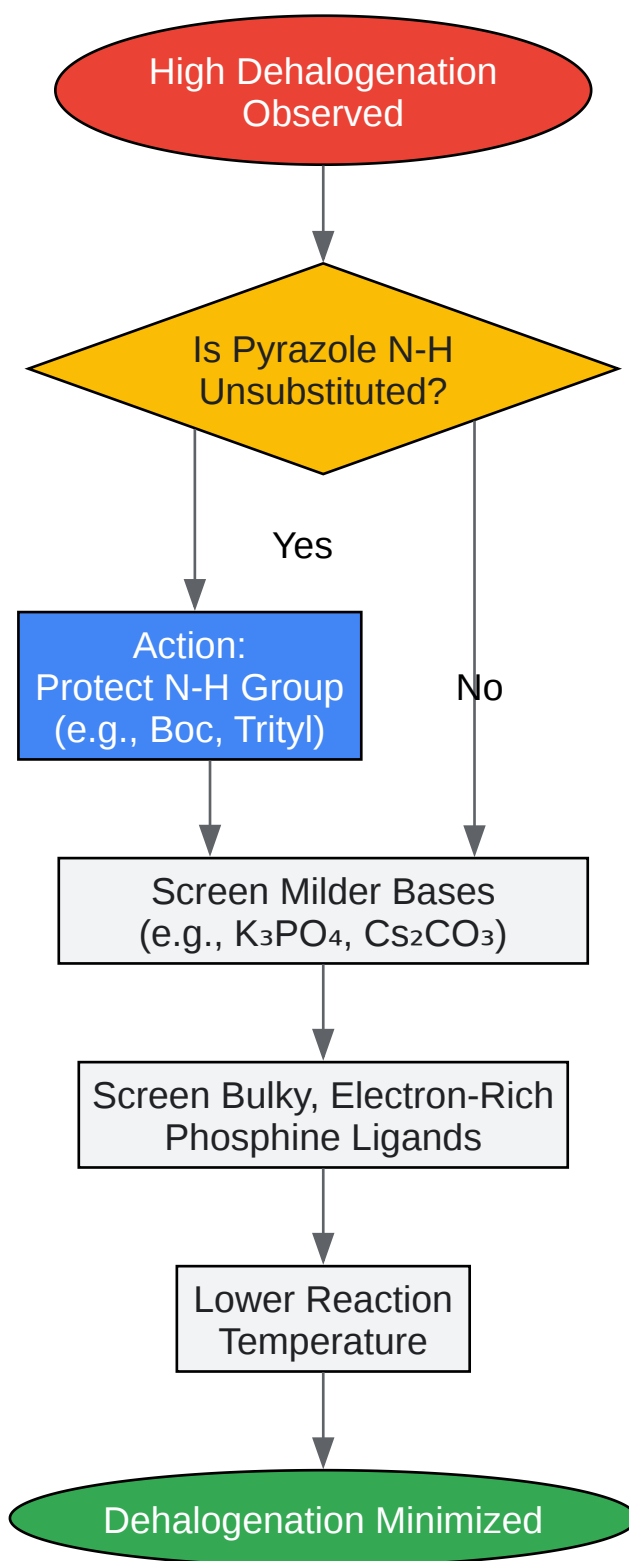 High Dehalogenation
Observed
Is Pyrazole N-H
Unsubstituted?
Yes
Action:
Protect N-H Group
(e.g., Boc, Trityl)
No
Screen Milder Bases
(e.g., K₃PO₄, Cs₂CO₃)
Screen Bulky, Electron-Rich
Phosphine Ligands
Lower Reaction
Temperature
Dehalogenation Minimized